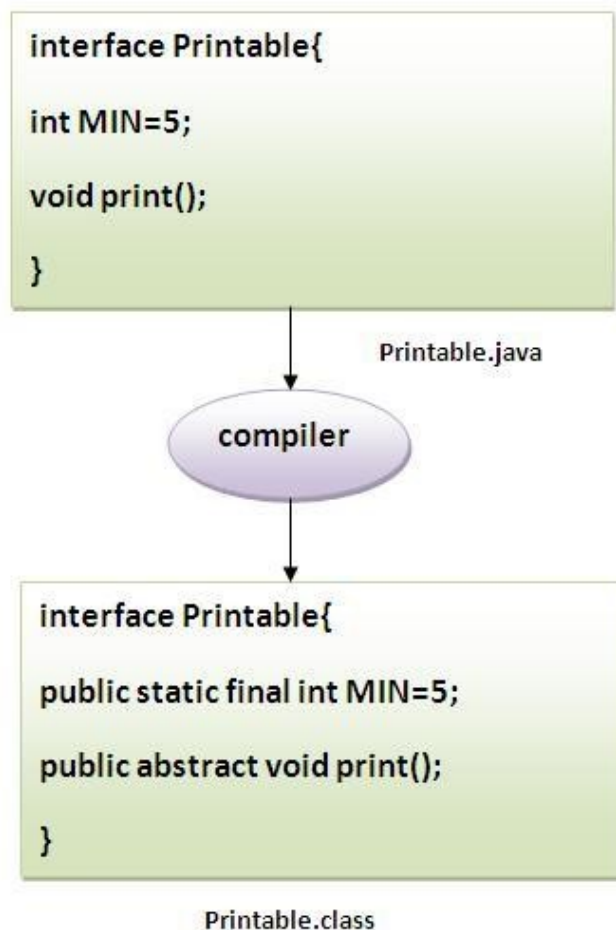 interface Printable{
int MIN=5;
void print();
}
Printable.java
compiler
interface Printable{
public static final int MIN=5;
public abstract void print();
}
Printable.class